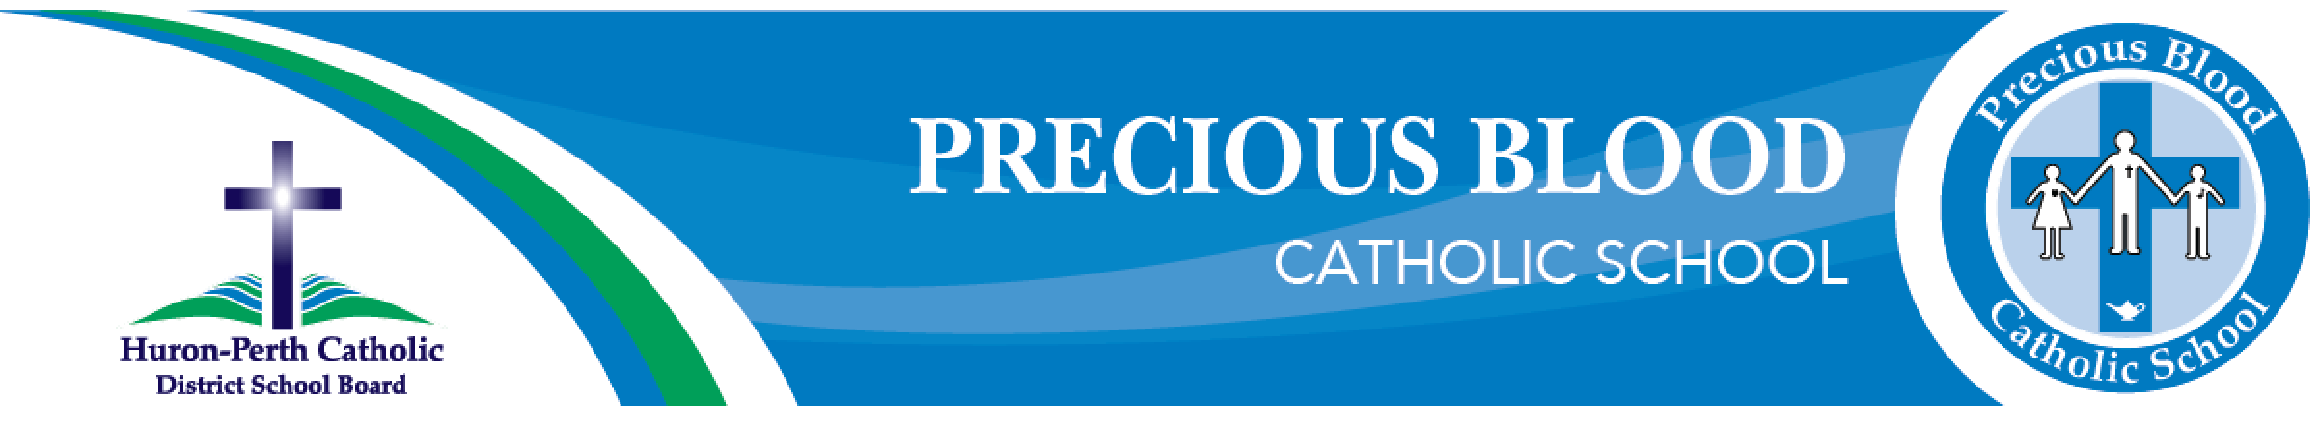 Huron-Perth Catholic
District School Board
PRECIOUS BLOOD
CATHOLIC SCHOOL
Precious Blood
Catholic School